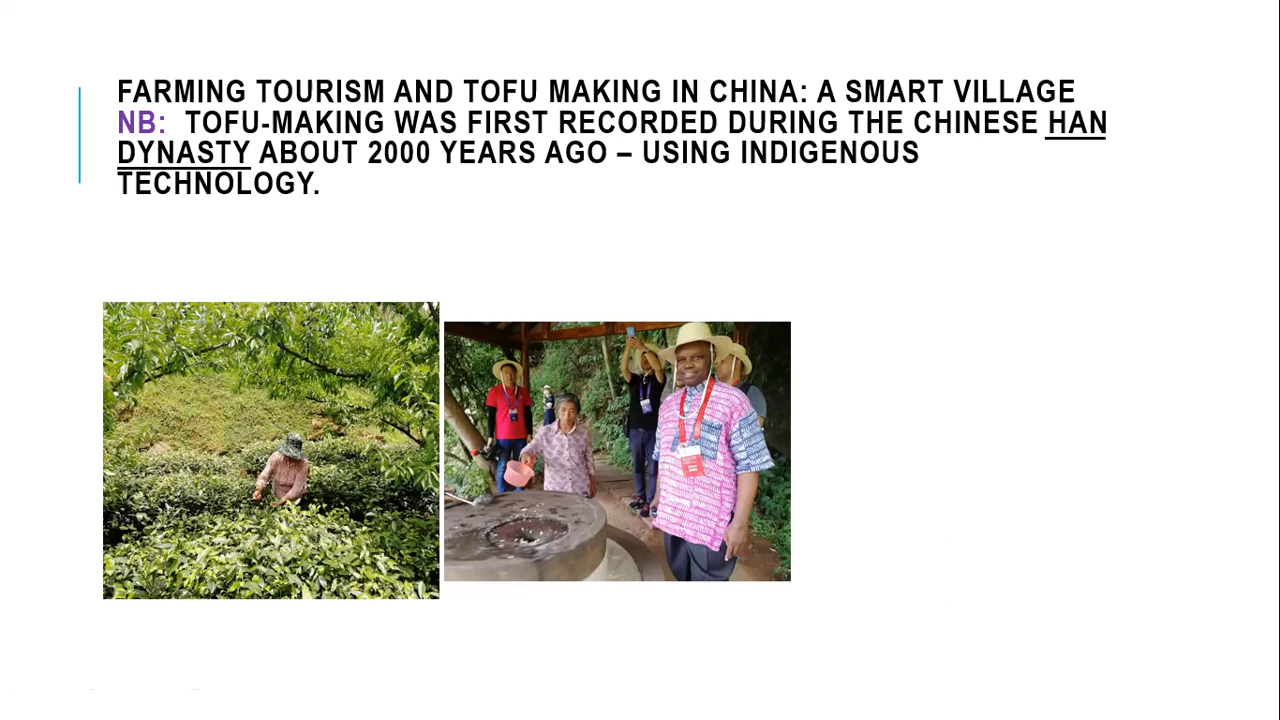 FARMING TOURISM AND TOFU MAKING IN CHINA: A SMART VILLAGE
NB: TOFU-MAKING WAS FIRST RECORDED DURING THE CHINESE HAN
DYNASTY ABOUT 2000 YEARS AGO – USING INDIGENOUS
TECHNOLOGY.